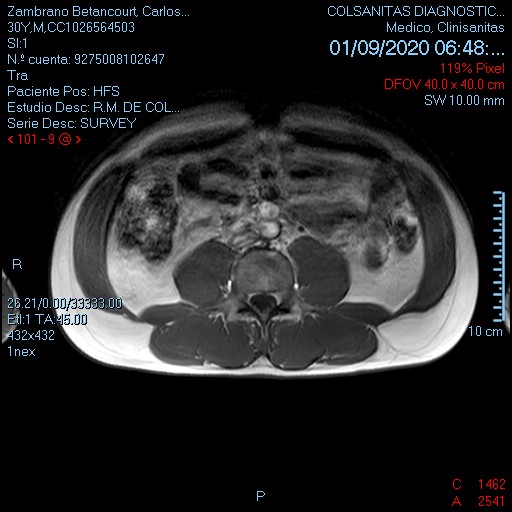 Zambrano Betancourt, Carlos...
30Y,M,CC1026564503
Sl:1
N.º cuenta: 9275008102647
Tra
Paciente Pos: HFS
Estudio Desc: R.M. DE COL...
Serie Desc: SURVEY
< 101 - 9 @ >
COLSANITAS DIAGNOSTIC...
Medico, Clinisanitas
01/09/2020 06:48:...
119% Pixel
DFOV 40.0 x 40.0 cm
SW 10.00 mm
R
26.21/0.00/33333.00
Etl:1 TA:45.00
432x432
1nex
10 cm
P
C 1462
A 2541